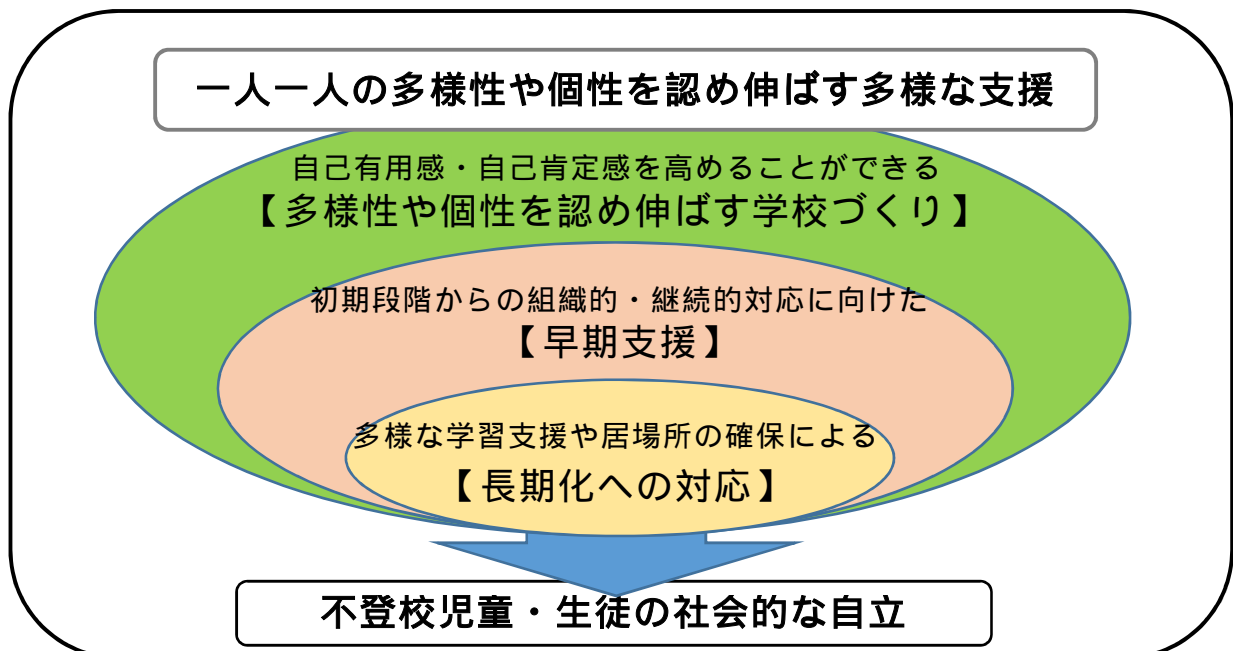 一人一人の多様性や個性を認め伸ばす多様な支援
自己有用感・自己肯定感を高めることができる
【多様性や個性を認め伸ばす学校づくり】
初期段階からの組織的・継続的対応に向けた
【早期支援】
多様な学習支援や居場所の確保による
【長期化への対応】
不登校児童・生徒の社会的な自立